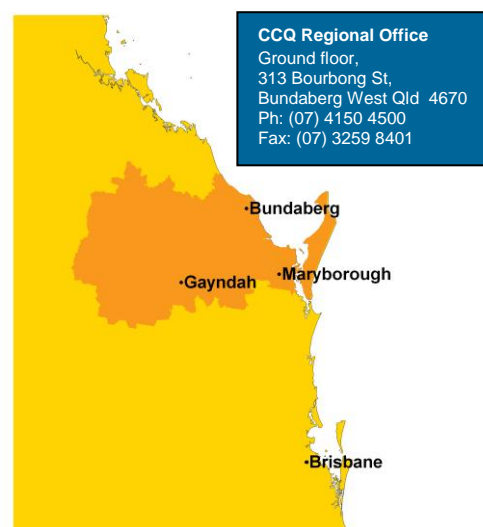 CCQ Regional Office
Ground floor,
313 Bourbong St,
Bundaberg West Qld  4670
Ph: (07) 4150 4500
Fax: (07) 3259 8401
Bundaberg
Maryborough
Gayndah
Brisbane